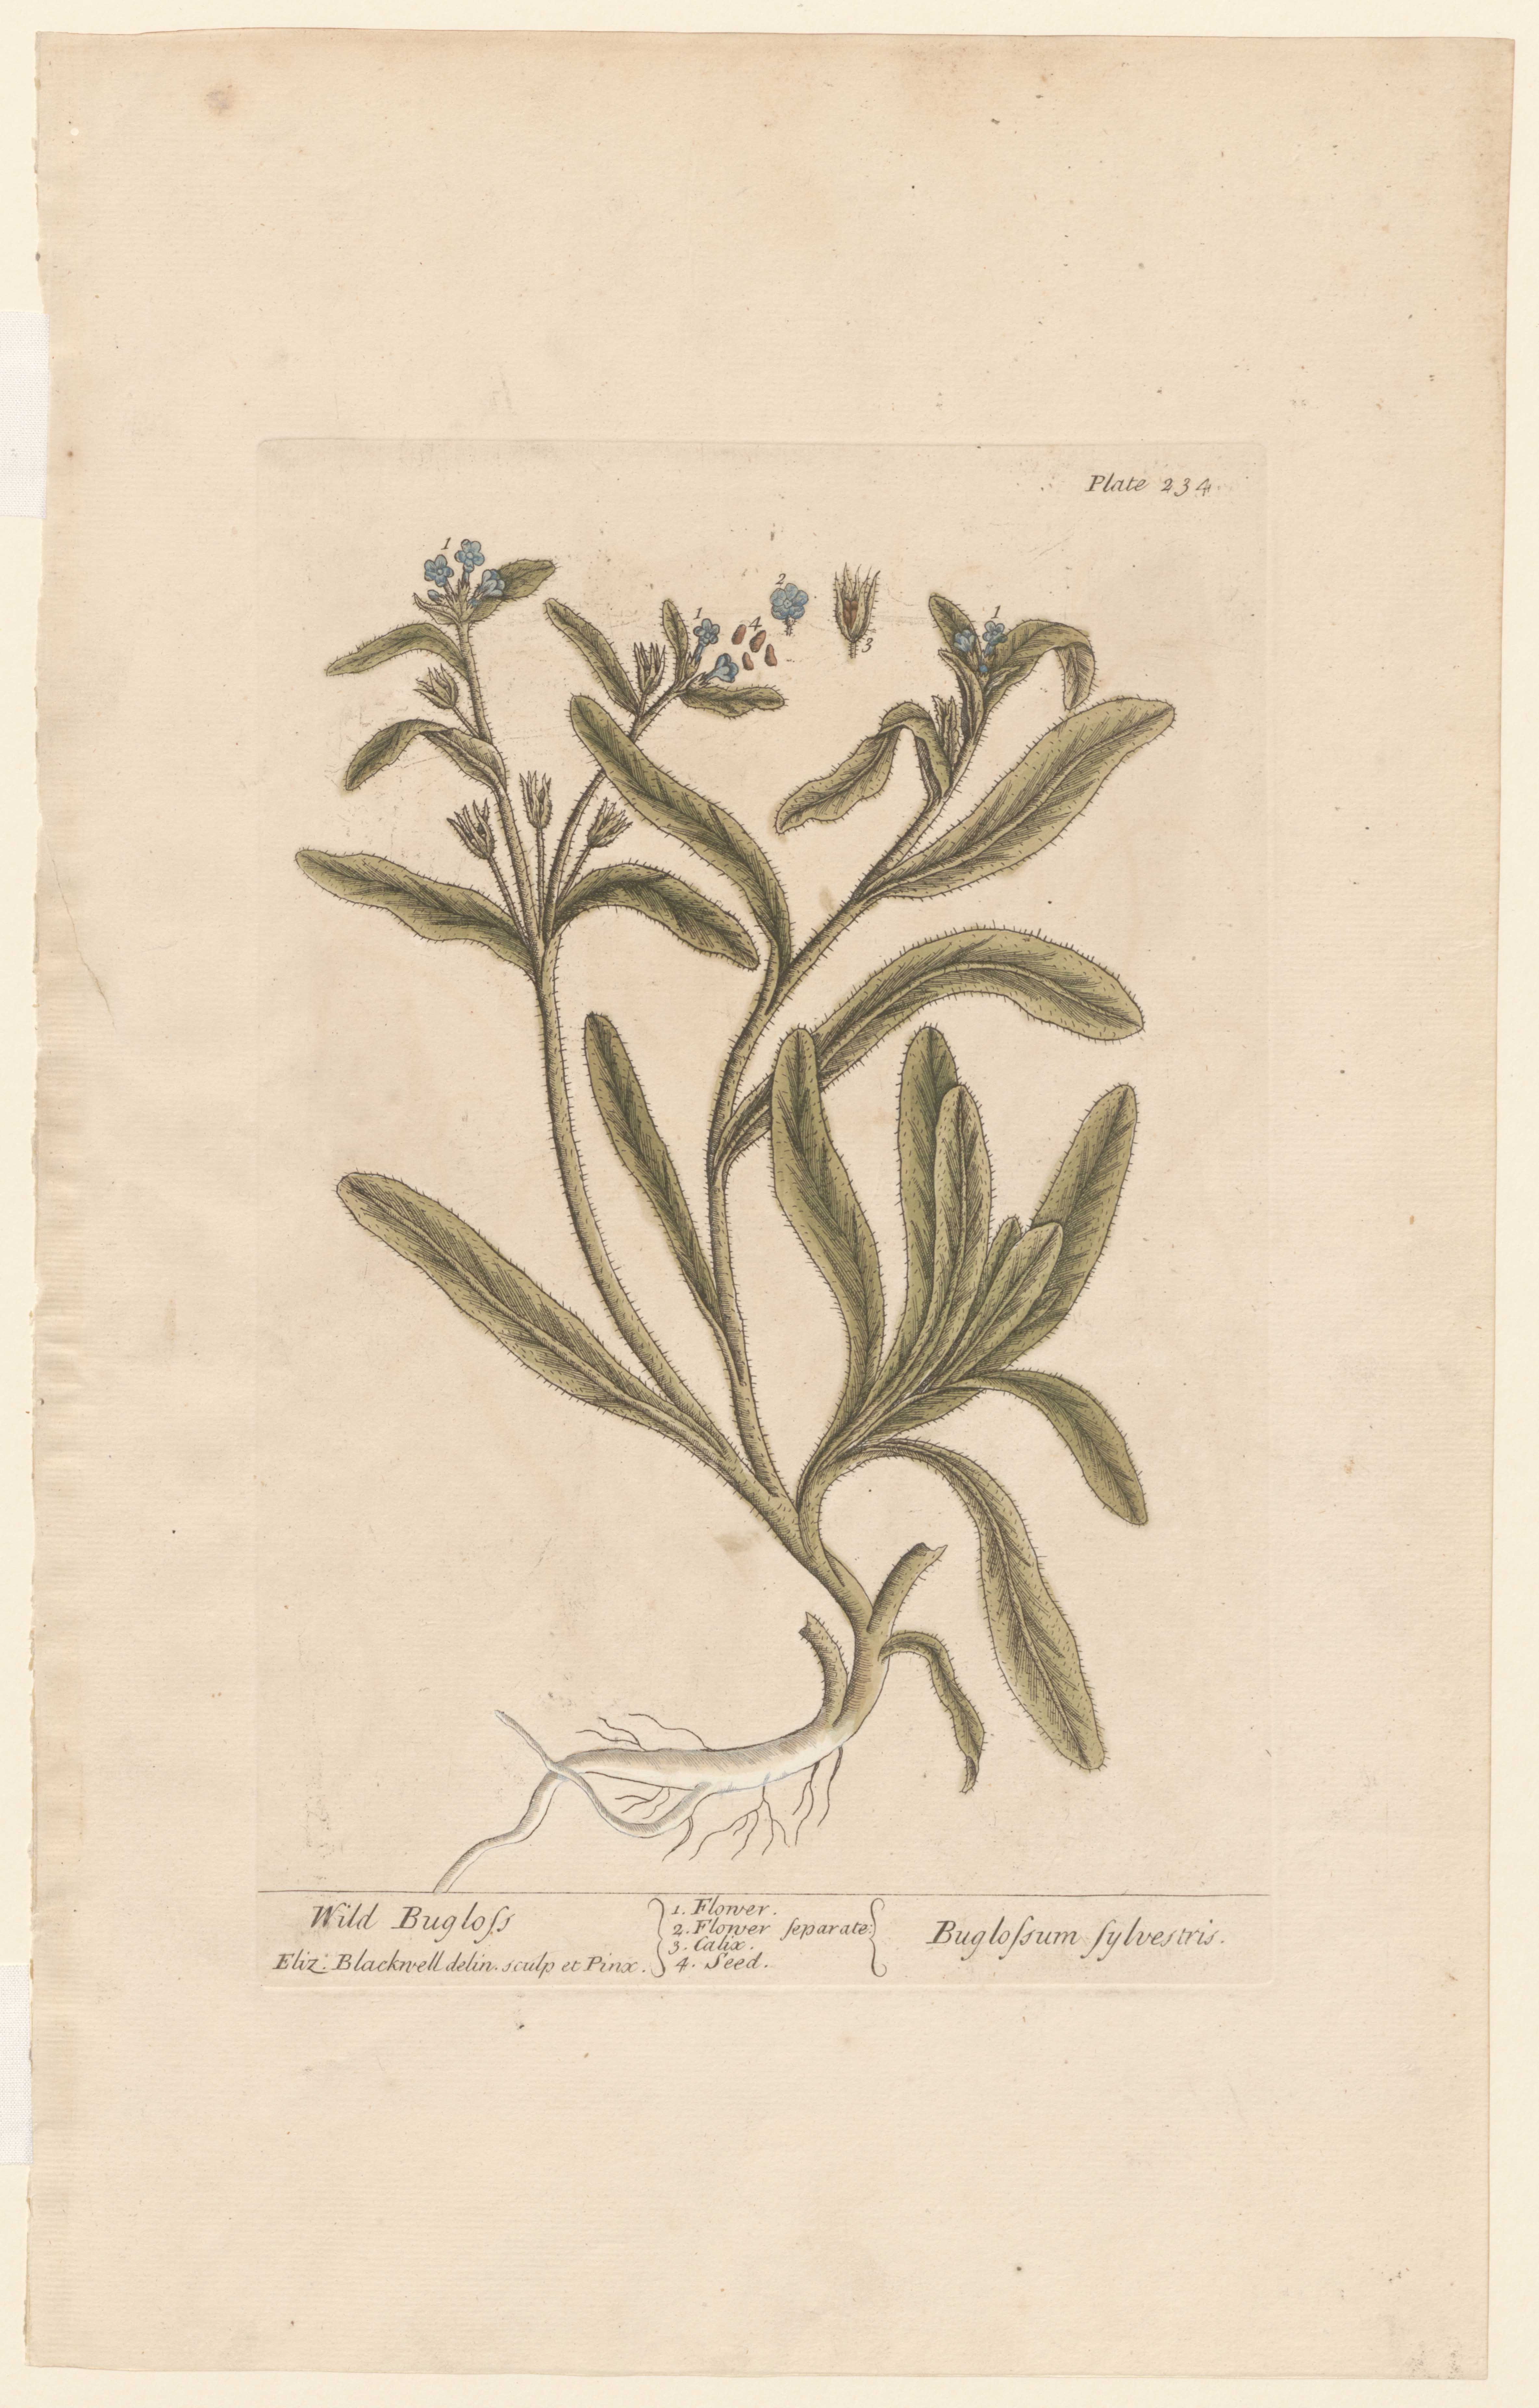 Plate 234
1
1
4
2
3
1
Wild Bugloſs
Eliz: Blackwell delin. sculp et Pinx.
1. Flower.
2. Flower ſeparate.
3. Calix.
4. Seed.
Bugloſsum ſylvestris.